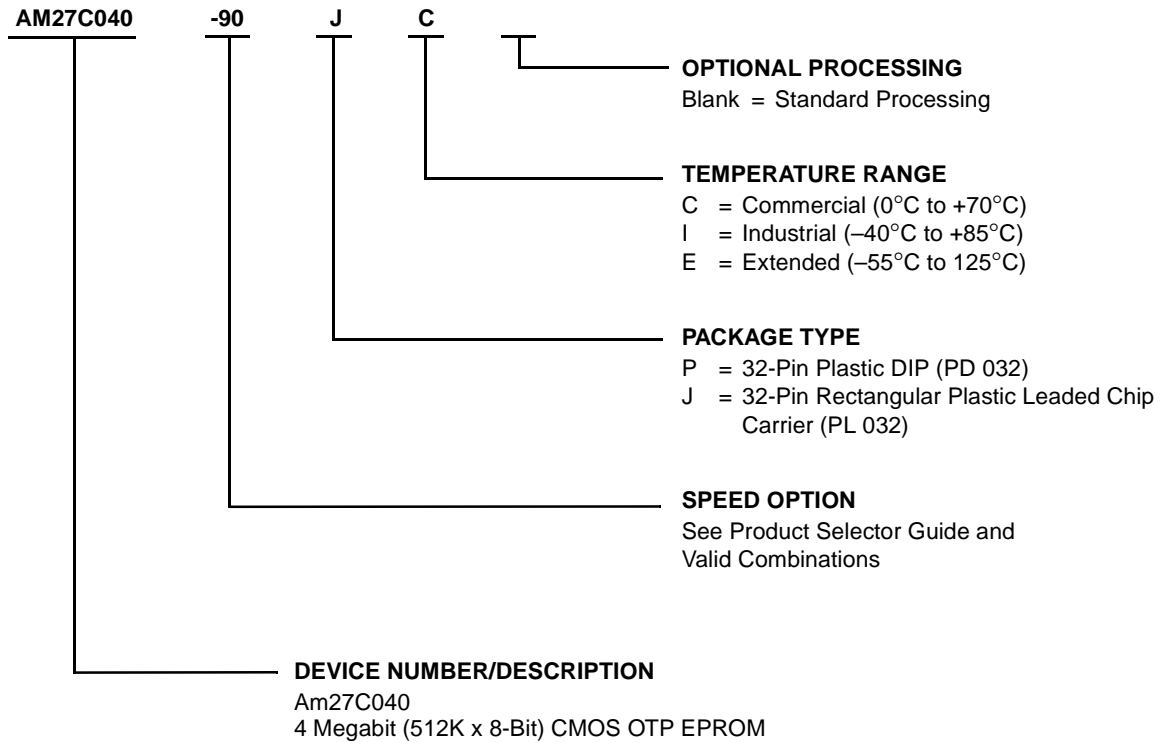 AM27C040 -90 J C
OPTIONAL PROCESSING
Blank = Standard Processing
TEMPERATURE RANGE
C = Commercial (0°C to +70°C)
I = Industrial (–40°C to +85°C)
E = Extended (–55°C to 125°C)
PACKAGE TYPE
P = 32-Pin Plastic DIP (PD 032)
J = 32-Pin Rectangular Plastic Leaded Chip
Carrier (PL 032)
SPEED OPTION
See Product Selector Guide and
Valid Combinations
DEVICE NUMBER/DESCRIPTION
Am27C040
4 Megabit (512K x 8-Bit) CMOS OTP EPROM